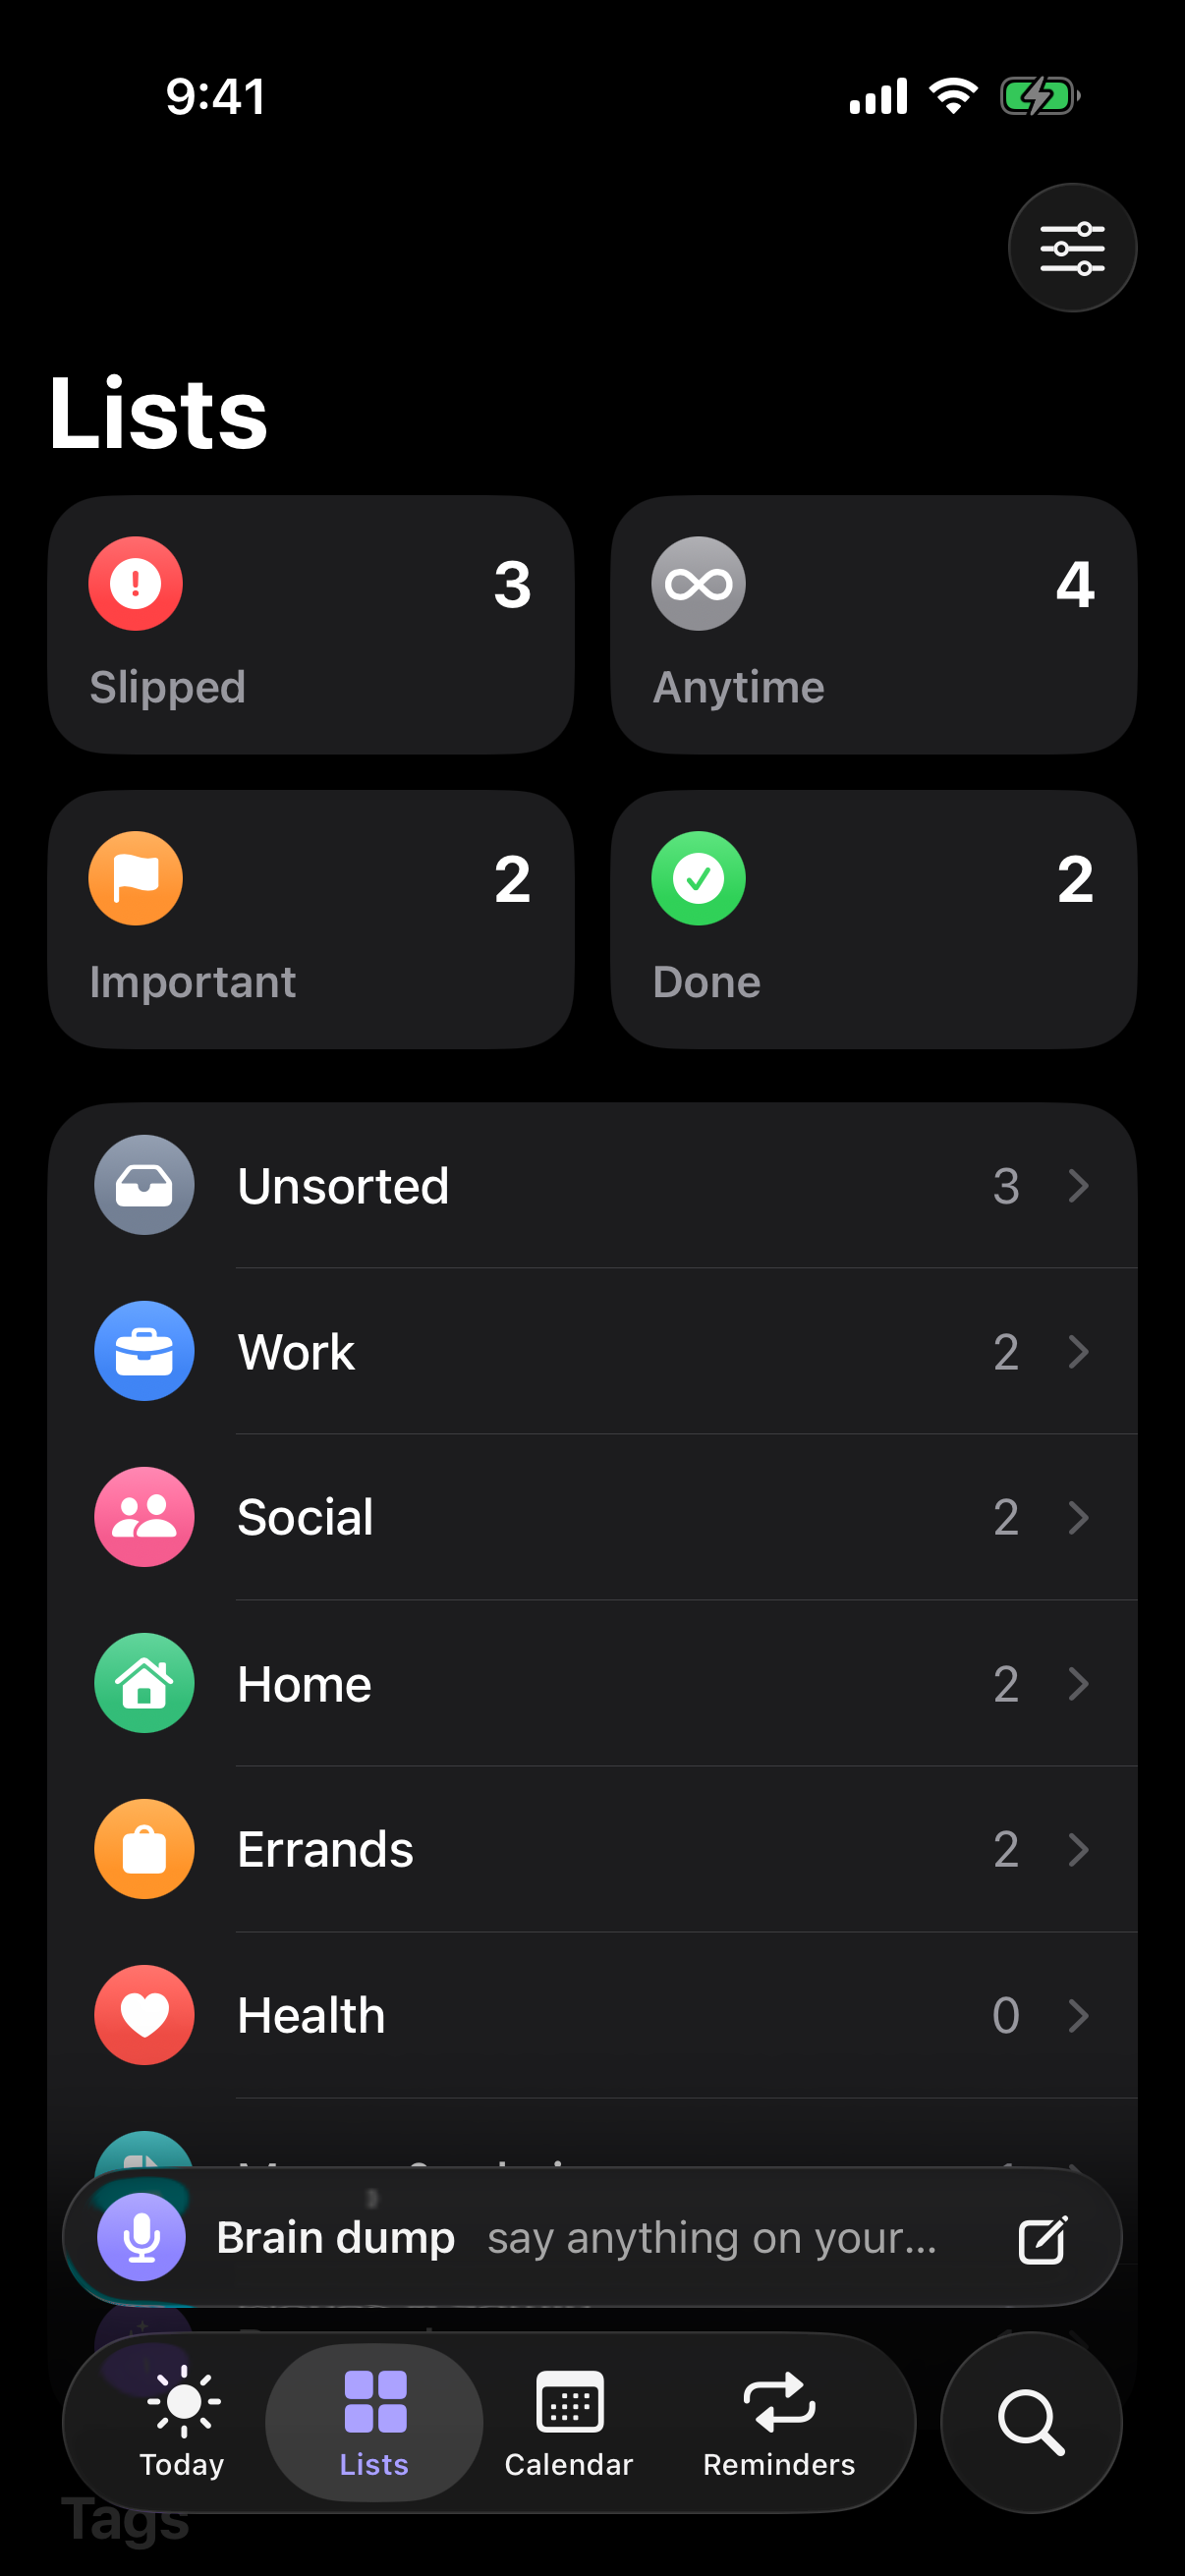 9:41
Lists
3
4
Slipped
Anytime
2
2
Important
Done
Unsorted 3
Work 2
Social 2
Home 2
Errands 2
Health 0
Brain dump say anything on your...
Today Lists Calendar Reminders
Tags